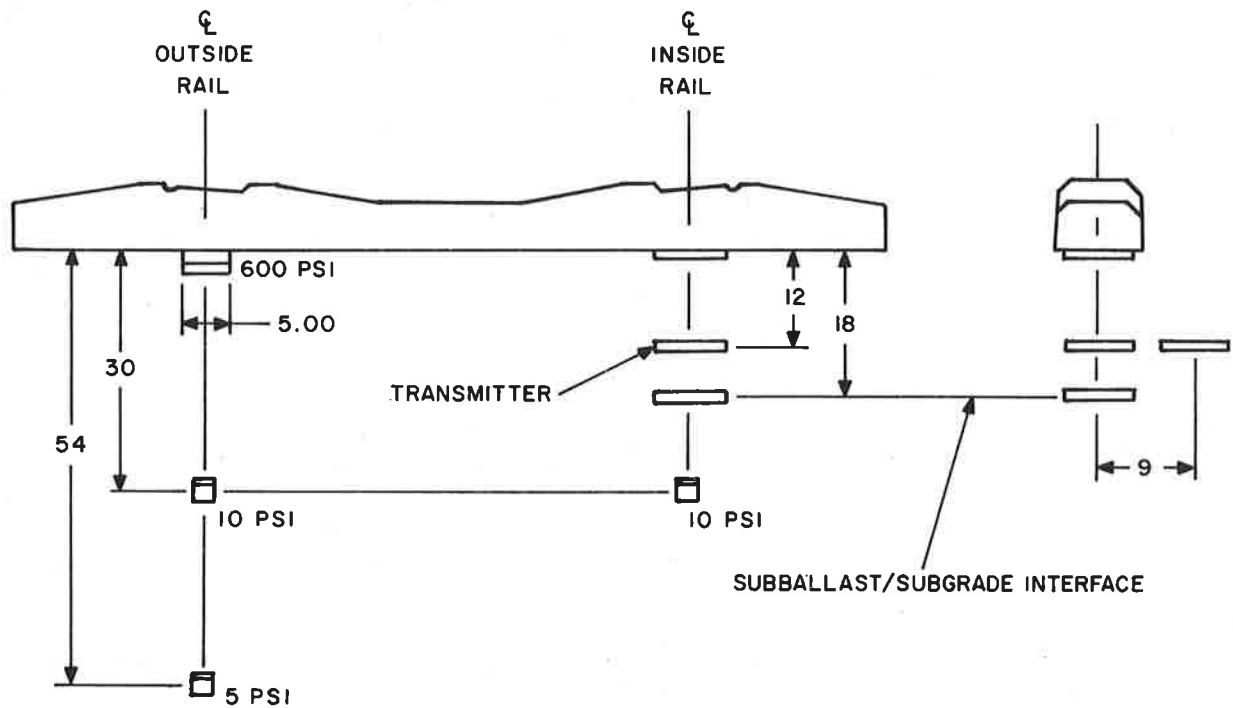 ℄
OUTSIDE
RAIL
℄
INSIDE
RAIL
600 PSI
5.00
12
18
30
TRANSMITTER
54
9
10 PSI
10 PSI
SUBBALLAST/SUBGRADE INTERFACE
5 PSI